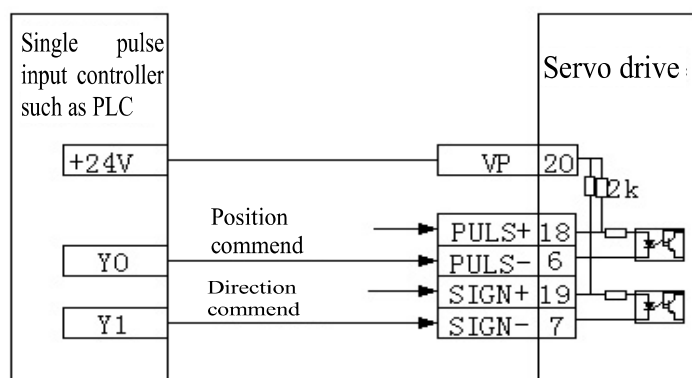 Single pulse
input controller
such as PLC
Servo drive
+24V
VP 20
2k
Position
commend
PULS+ 18
Y0
PULS- 6
Direction
commend
SIGN+ 19
Y1
SIGN- 7